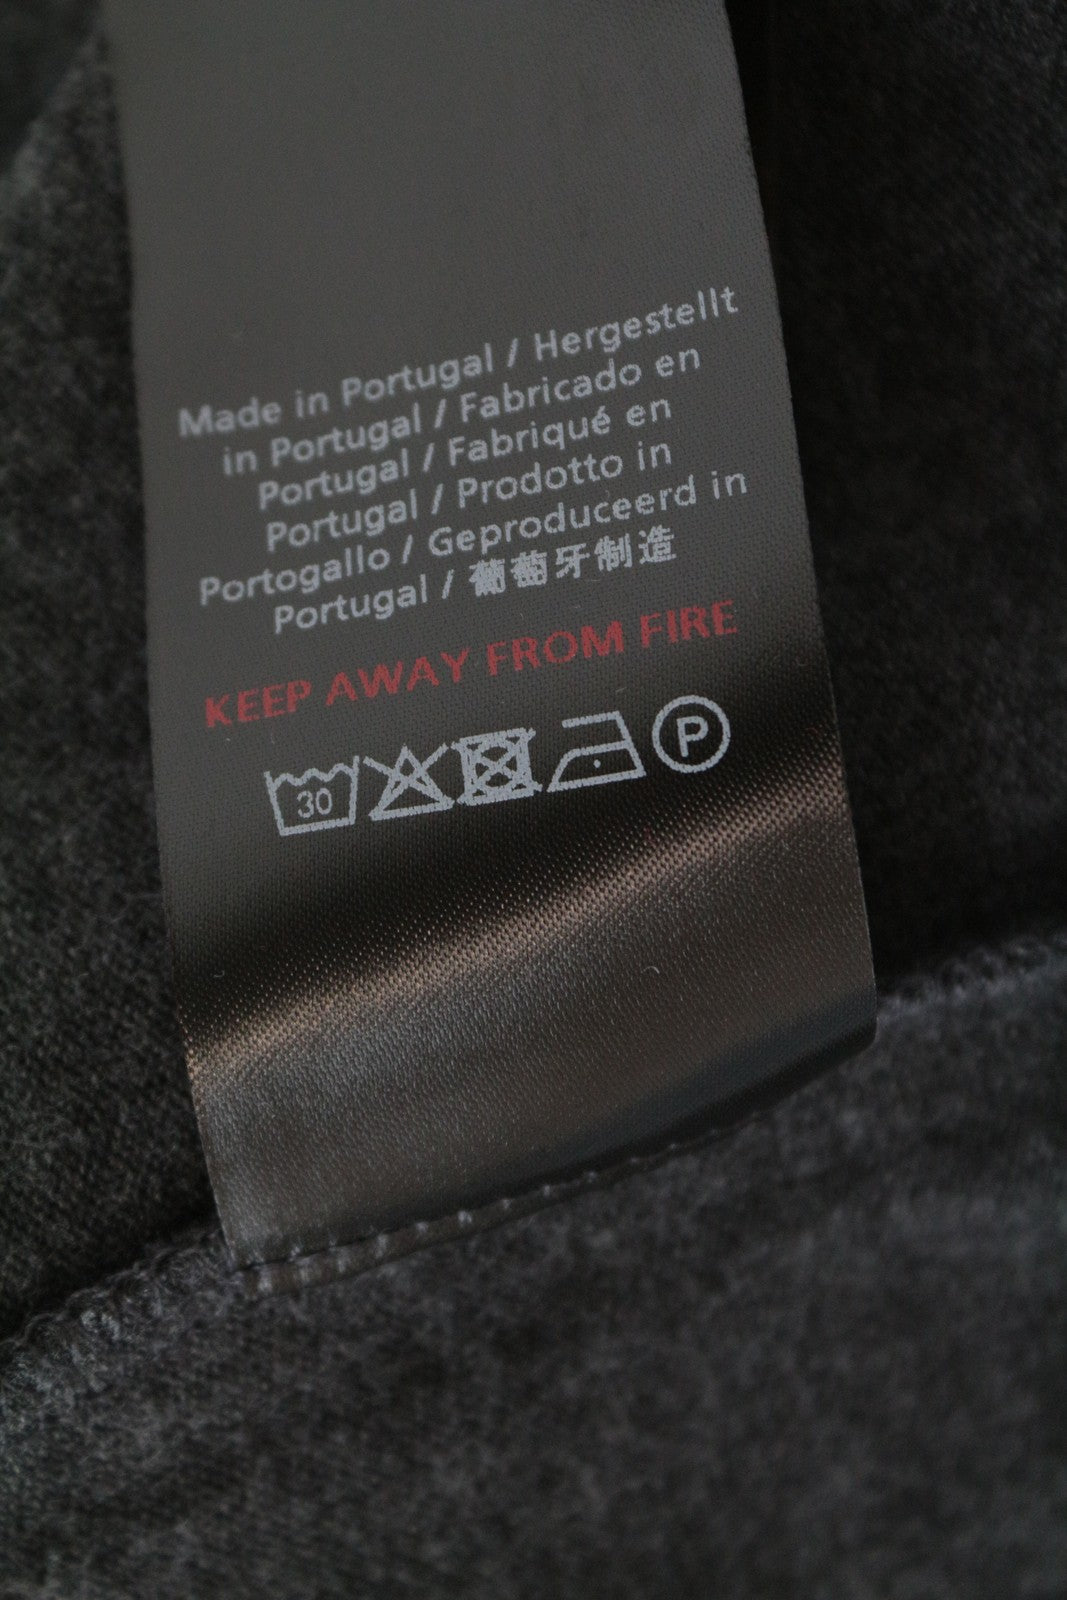 Made in Portugal / Hergestellt
in Portugal / Fabricado en
Portugal / Fabriqué en
Portugal / Prodotto in
Portogallo / Geproduceerd in
Portugal / 葡萄牙制造
KEEP AWAY FROM FIRE
30 P